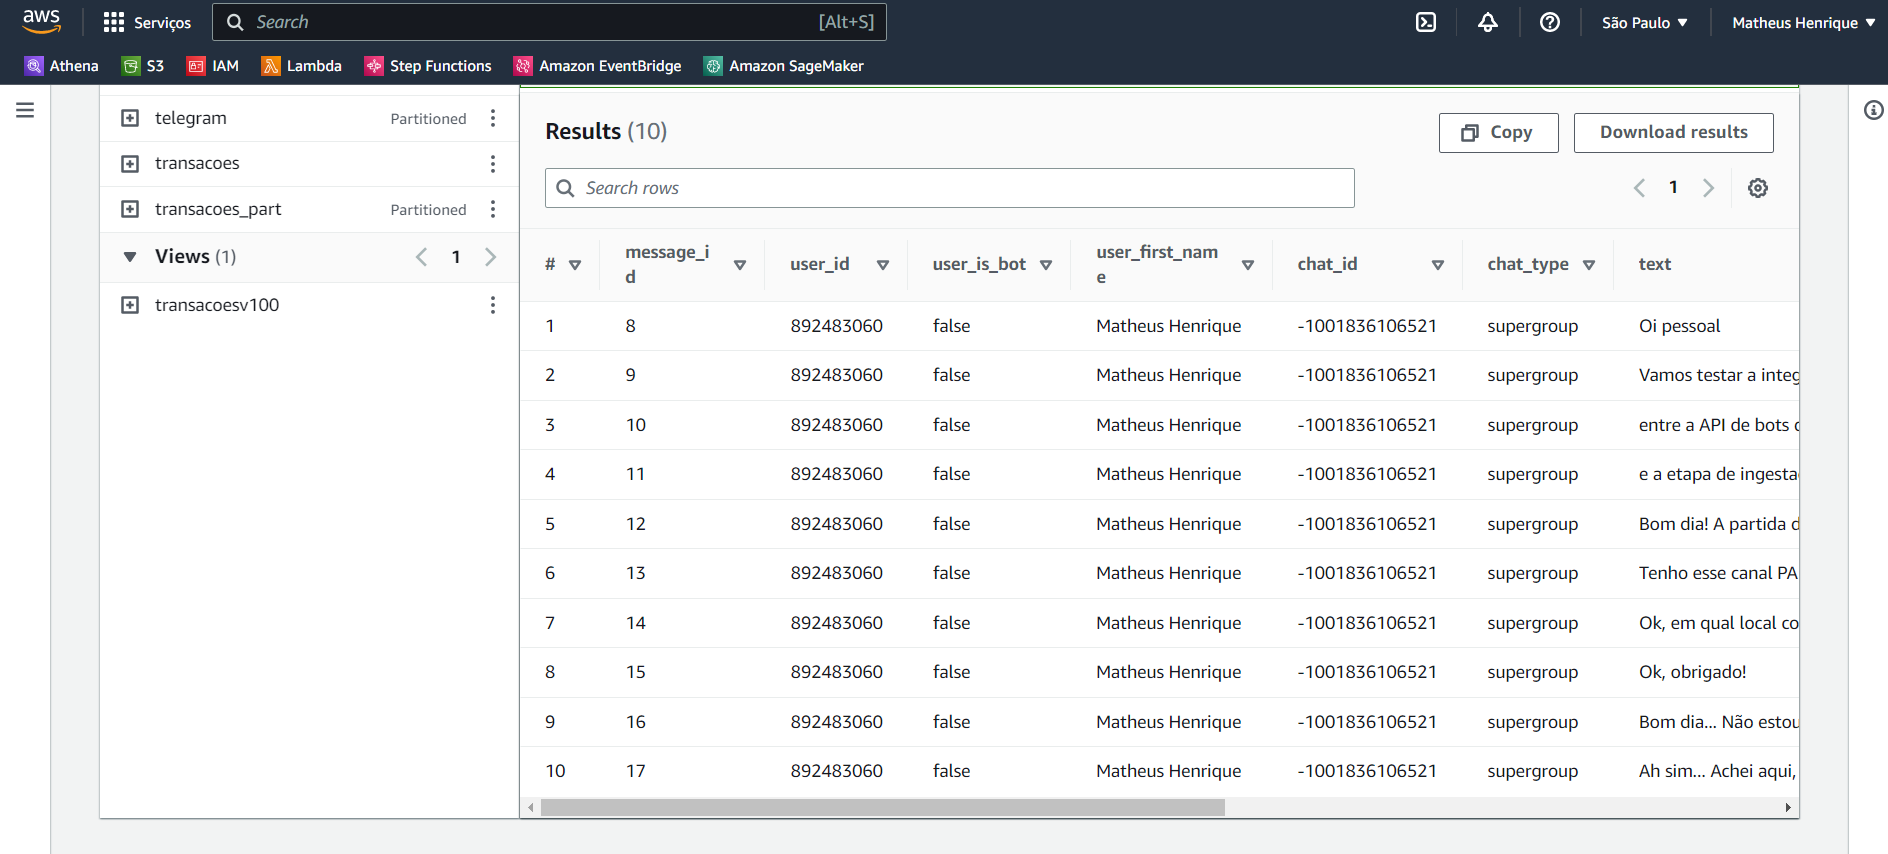 aws Serviços Search [Alt+S] São Paulo Matheus Henrique
Athena S3 IAM Lambda Step Functions Amazon EventBridge Amazon SageMaker
telegram Partitioned
transacoes
transacoes_part Partitioned
Views (1) 1
transacoesv100
Results (10) Copy Download results
Search rows 1
# message_id user_id user_is_bot user_first_name chat_id chat_type text
1 8 892483060 false Matheus Henrique -1001836106521 supergroup Oi pessoal
2 9 892483060 false Matheus Henrique -1001836106521 supergroup Vamos testar a integ
3 10 892483060 false Matheus Henrique -1001836106521 supergroup entre a API de bots
4 11 892483060 false Matheus Henrique -1001836106521 supergroup e a etapa de ingesta
5 12 892483060 false Matheus Henrique -1001836106521 supergroup Bom dia! A partida d
6 13 892483060 false Matheus Henrique -1001836106521 supergroup Tenho esse canal PA
7 14 892483060 false Matheus Henrique -1001836106521 supergroup Ok, em qual local co
8 15 892483060 false Matheus Henrique -1001836106521 supergroup Ok, obrigado!
9 16 892483060 false Matheus Henrique -1001836106521 supergroup Bom dia... Não estou
10 17 892483060 false Matheus Henrique -1001836106521 supergroup Ah sim... Achei aqui,